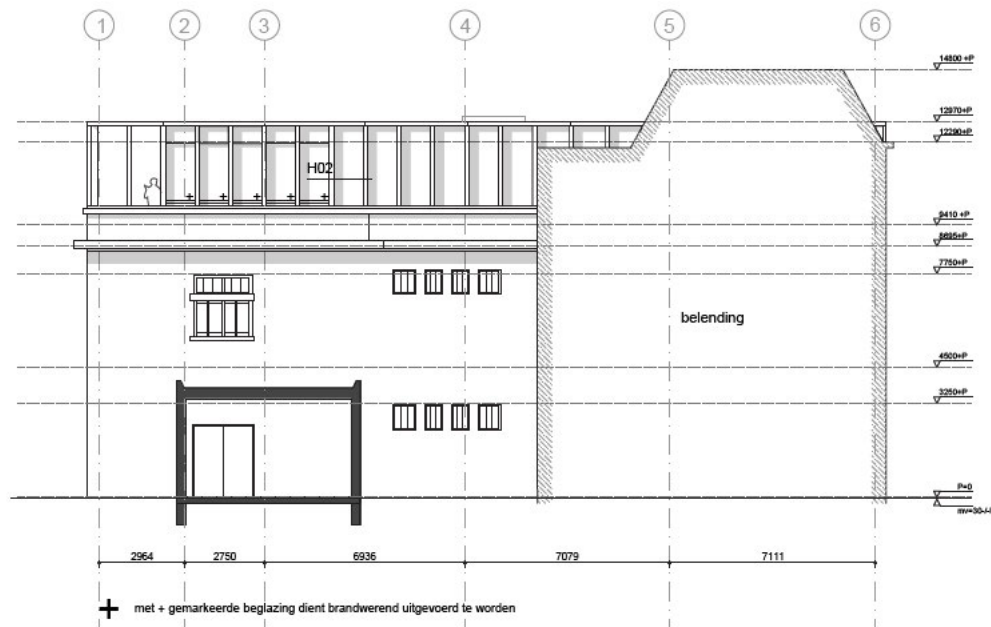 1 2 3 4 5 6
14800 +P
12970+P
12290+P
H02
9410 +P
8695+P
7750+P
belending
4500+P
3250+P
P=0
2964 2750 6936 7079 7111
+ met + gemarkeerde beglazing dient brandwerend uitgevoerd te worden